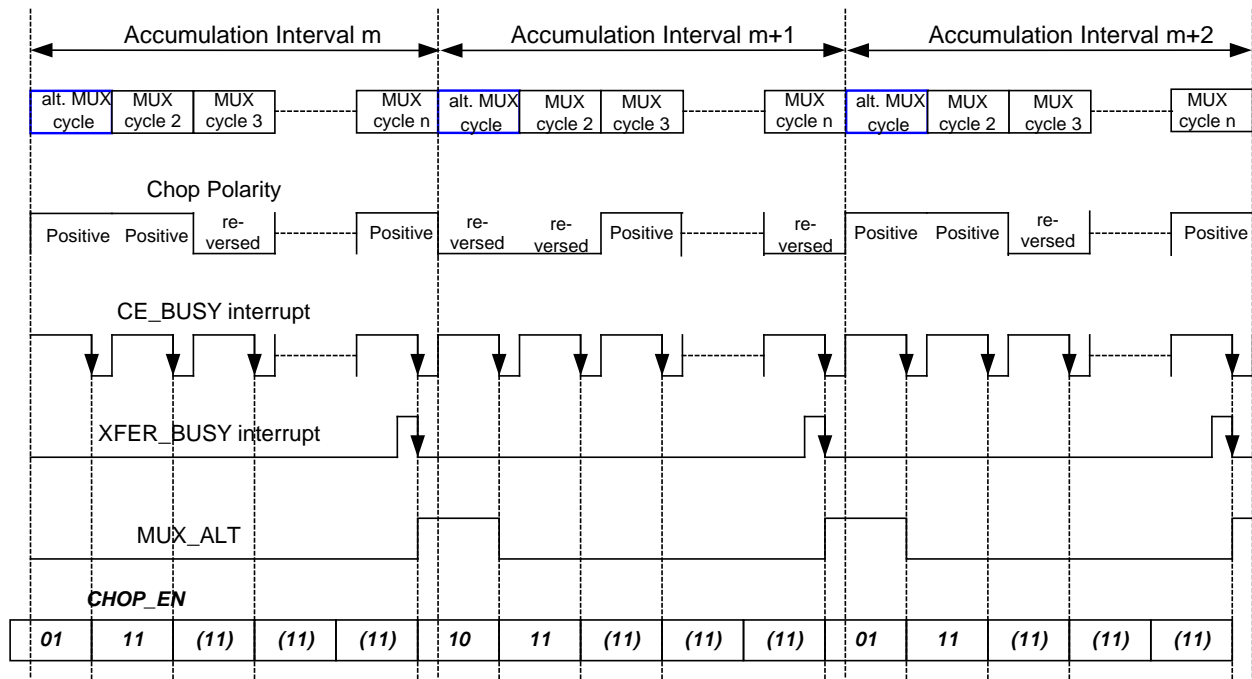 Accumulation Interval m Accumulation Interval m+1 Accumulation Interval m+2
alt. MUX MUX MUX MUX alt. MUX MUX MUX MUX alt. MUX MUX MUX MUX
cycle cycle 2 cycle 3 cycle n cycle cycle 2 cycle 3 cycle n cycle cycle 2 cycle 3 cycle n
Chop Polarity
Positive Positive re- Positive re- re- Positive re- Positive Positive re- Positive
versed versed versed versed versed
CE_BUSY interrupt
XFER_BUSY interrupt
MUX_ALT
CHOP_EN
01 11 (11) (11) (11) 10 11 (11) (11) (11) 01 11 (11) (11) (11)